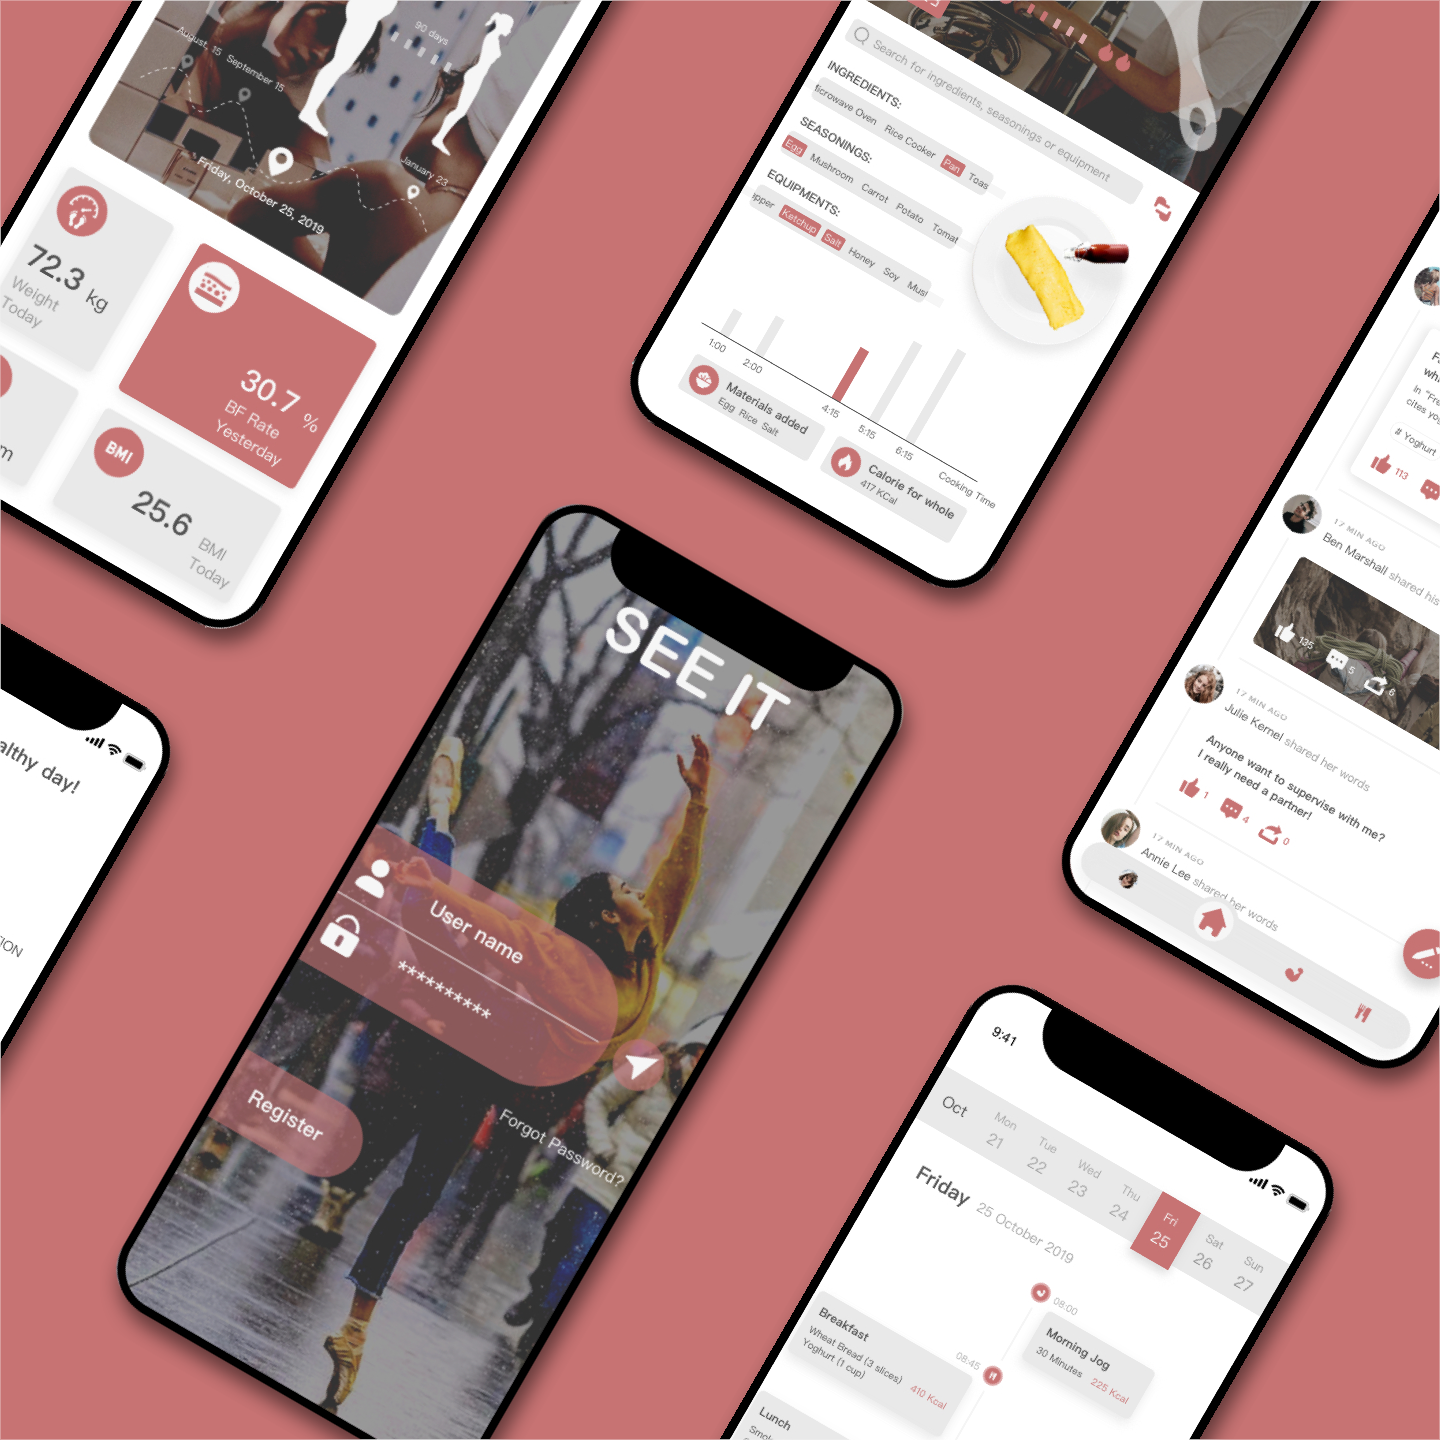 90 days
August, 15
September 15
January 23
Friday, October 25, 2019
72.3 kg
Weight
Today
30.7 %
BF Rate
Yesterday
m
BMI
25.6
BMI
Today
Search for ingredients, seasonings or equipment
INGREDIENTS:
icrowave Oven Rice Cooker Pan Toas
SEASONINGS:
Egg Mushroom Carrot Potato Tomat
EQUIPMENTS:
epper Ketchup Salt Honey Soy Musl
1:00
2:00
4:15
5:15
6:15
Cooking Time
Materials added
Egg Rice Salt
Calorie for whole
417 KCal
whi
In "Fre
cites yo
# Yoghurt
113
17 MIN AGO
Ben Marshall shared his
135
5
6
17 MIN AGO
Julie Kernel shared her words
Anyone want to supervise with me?
I really need a partner!
1
4
0
17 MIN AGO
Annie Lee shared her words
althy day!
ION
SEE IT
User name
**********
Register
Forgot Password?
9:41
Oct
Mon
21
Tue
22
Wed
23
Thu
24
Fri
25
Sat
26
Sun
27
Friday 25 October 2019
08:00
Morning Jog
30 Minutes 225 Kcal
08:45
Breakfast
Wheat Bread (3 slices)
Yoghurt (1 cup)
410 Kcal
Lunch